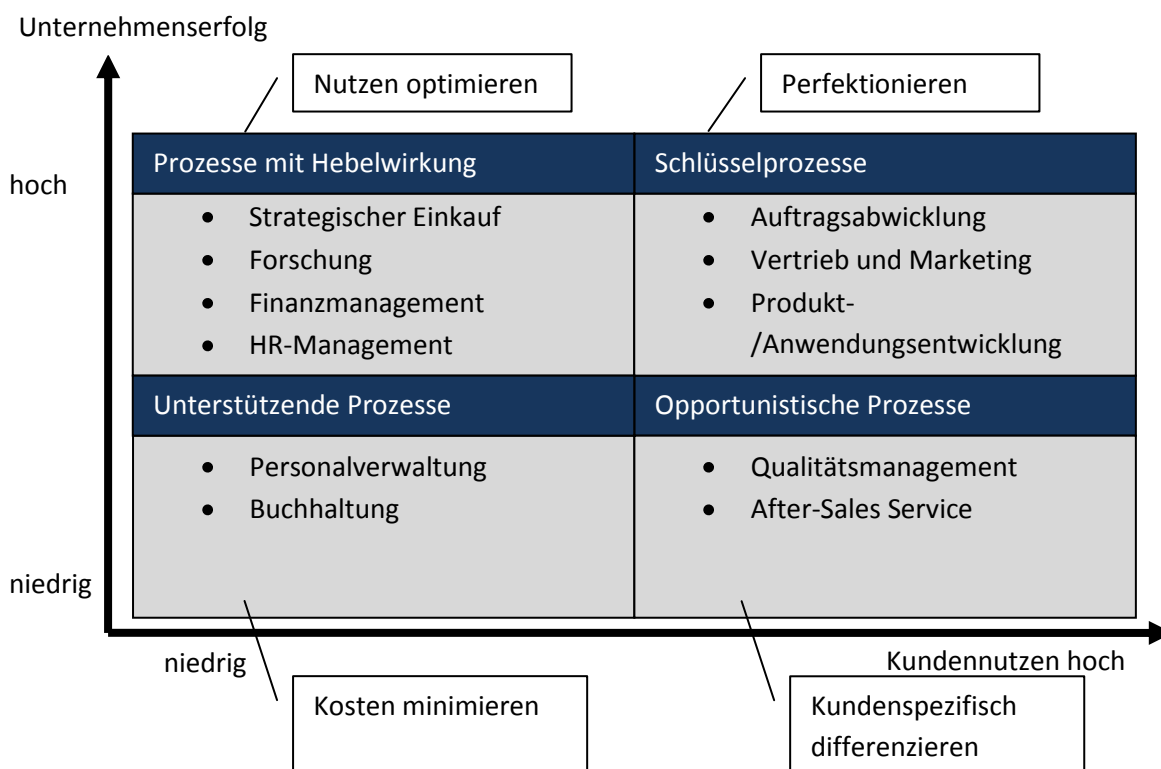 Unternehmenserfolg
Nutzen optimieren
Perfektionieren
hoch
Prozesse mit Hebelwirkung
• Strategischer Einkauf
• Forschung
• Finanzmanagement
• HR-Management
Schlüsselprozesse
• Auftragsabwicklung
• Vertrieb und Marketing
• Produkt-
/Anwendungsentwicklung
Unterstützende Prozesse
• Personalverwaltung
• Buchhaltung
Opportunistische Prozesse
• Qualitätsmanagement
• After-Sales Service
niedrig
niedrig
Kundennutzen hoch
Kosten minimieren
Kundenspezifisch
differenzieren